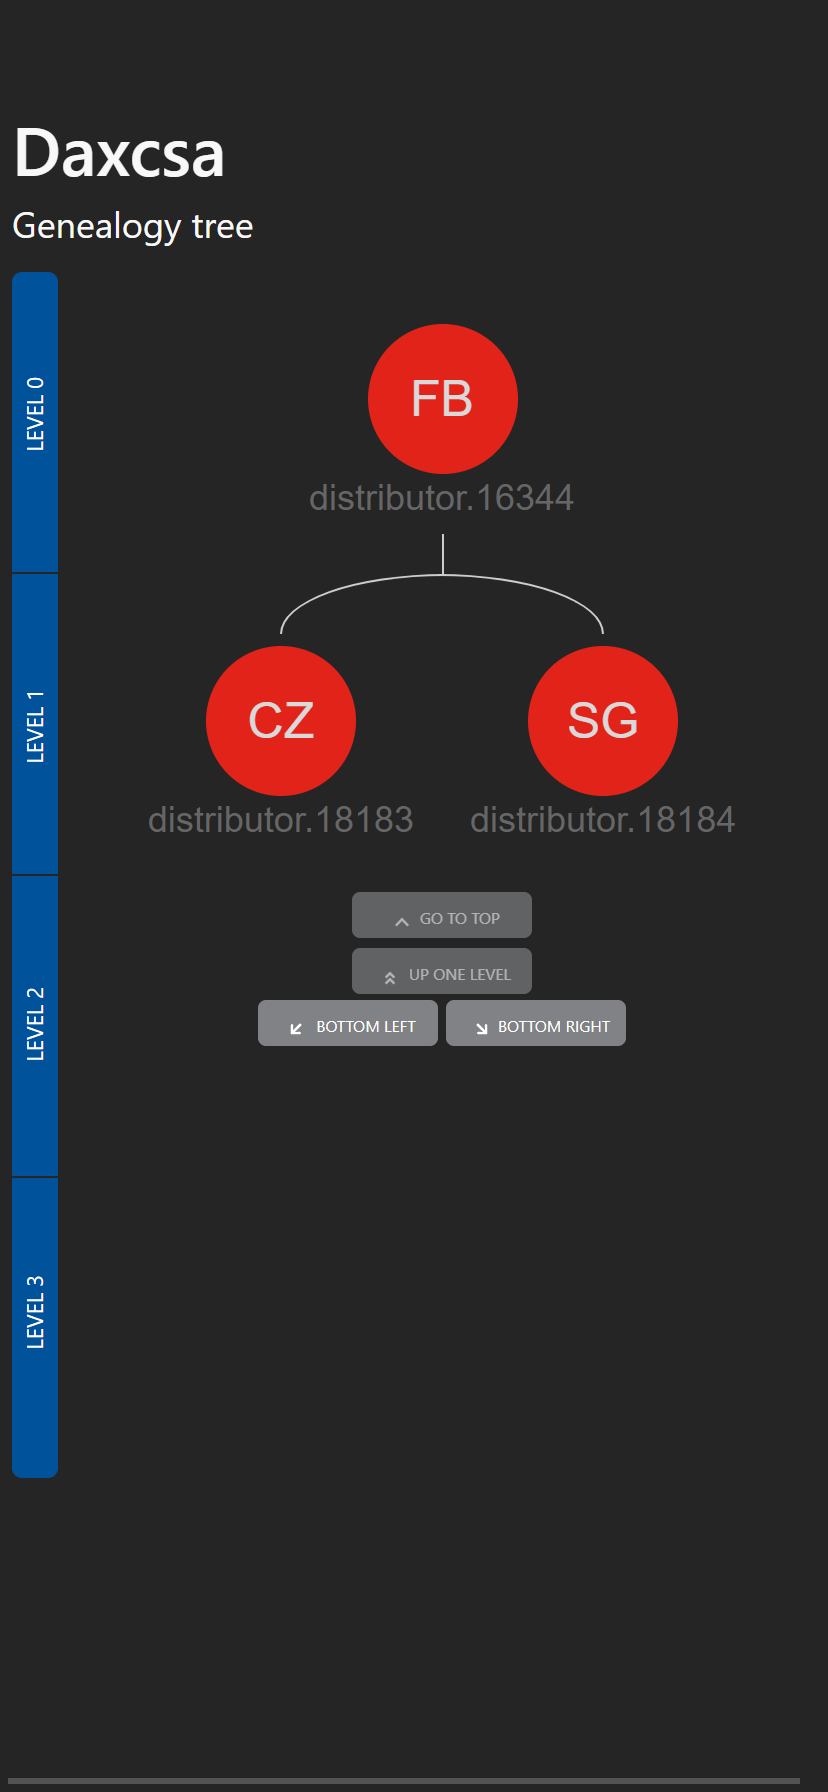 Daxcsa
Genealogy tree
LEVEL 0
FB
distributor.16344
LEVEL 1
CZ
SG
distributor.18183
distributor.18184
GO TO TOP
UP ONE LEVEL
BOTTOM LEFT
BOTTOM RIGHT
LEVEL 2
LEVEL 3